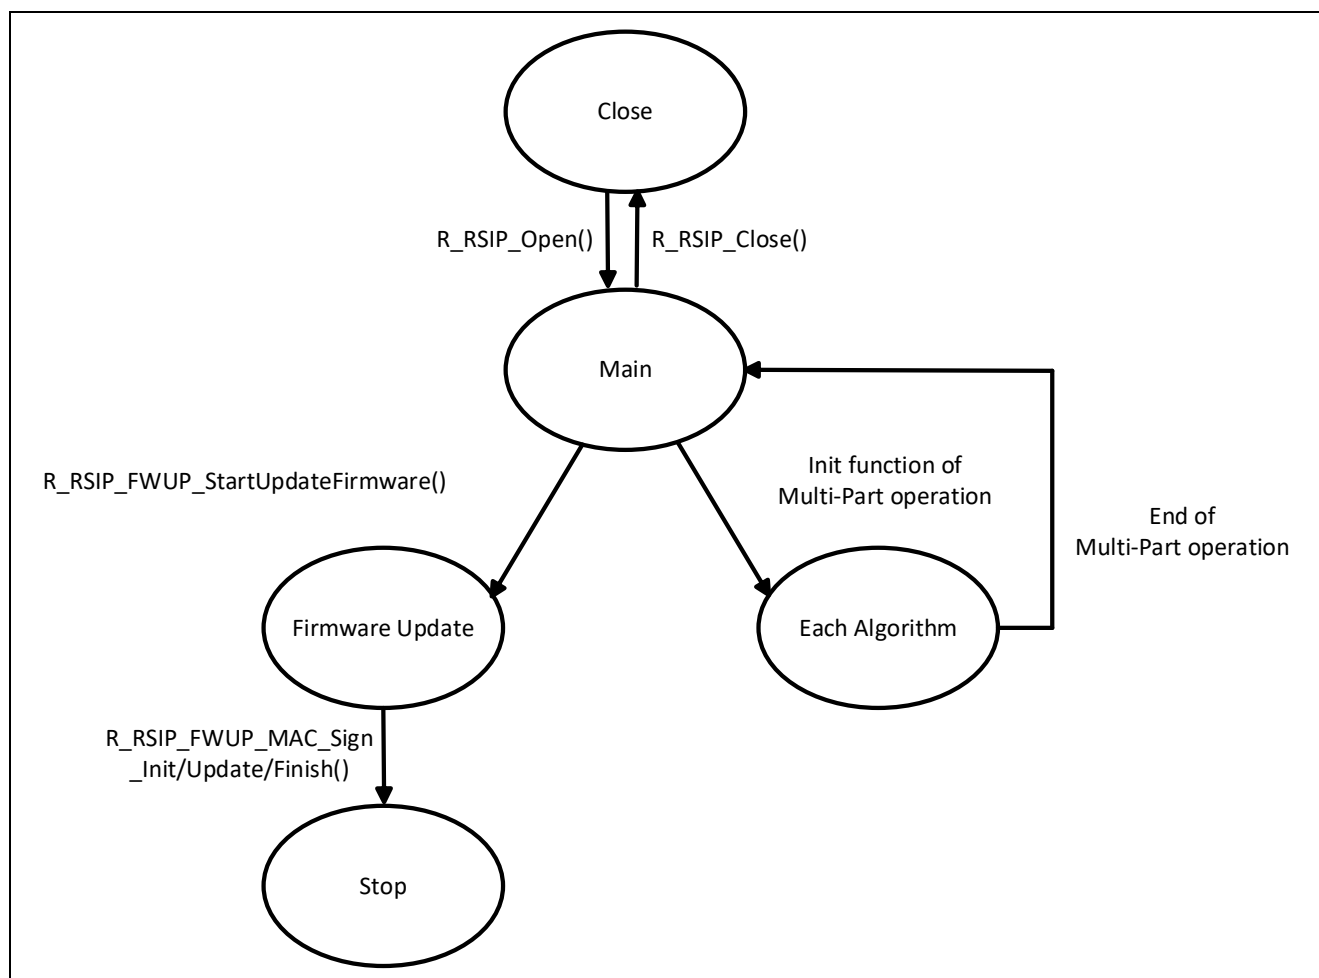 Close
R_RSIP_Open()
R_RSIP_Close()
Main
R_RSIP_FWUP_StartUpdateFirmware()
Init function of
Multi-Part operation
End of
Multi-Part operation
Firmware Update
Each Algorithm
R_RSIP_FWUP_MAC_Sign
_Init/Update/Finish()
Stop